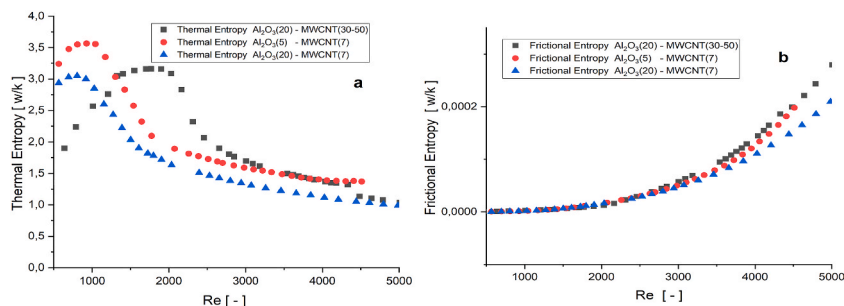 4,0
3,5
3,0
2,5
2,0
1,5
1,0
0,5
0,0
Thermal Entropy [ w/k ]
Thermal Entropy Al₂O₃(20) - MWCNT(30-50)
Thermal Entropy Al₂O₃(5) - MWCNT(7)
Thermal Entropy Al₂O₃(20) - MWCNT(7)
a
1000 2000 3000 4000 5000
Re [ - ]
Frictional Entropy Al₂O₃(20) - MWCNT(30-50)
Frictional Entropy Al₂O₃(5) - MWCNT(7)
Frictional Entropy Al₂O₃(20) - MWCNT(7)
b
0,0002
0,0000
Frictional Entropy [ w/k ]
1000 2000 3000 4000 5000
Re [ - ]